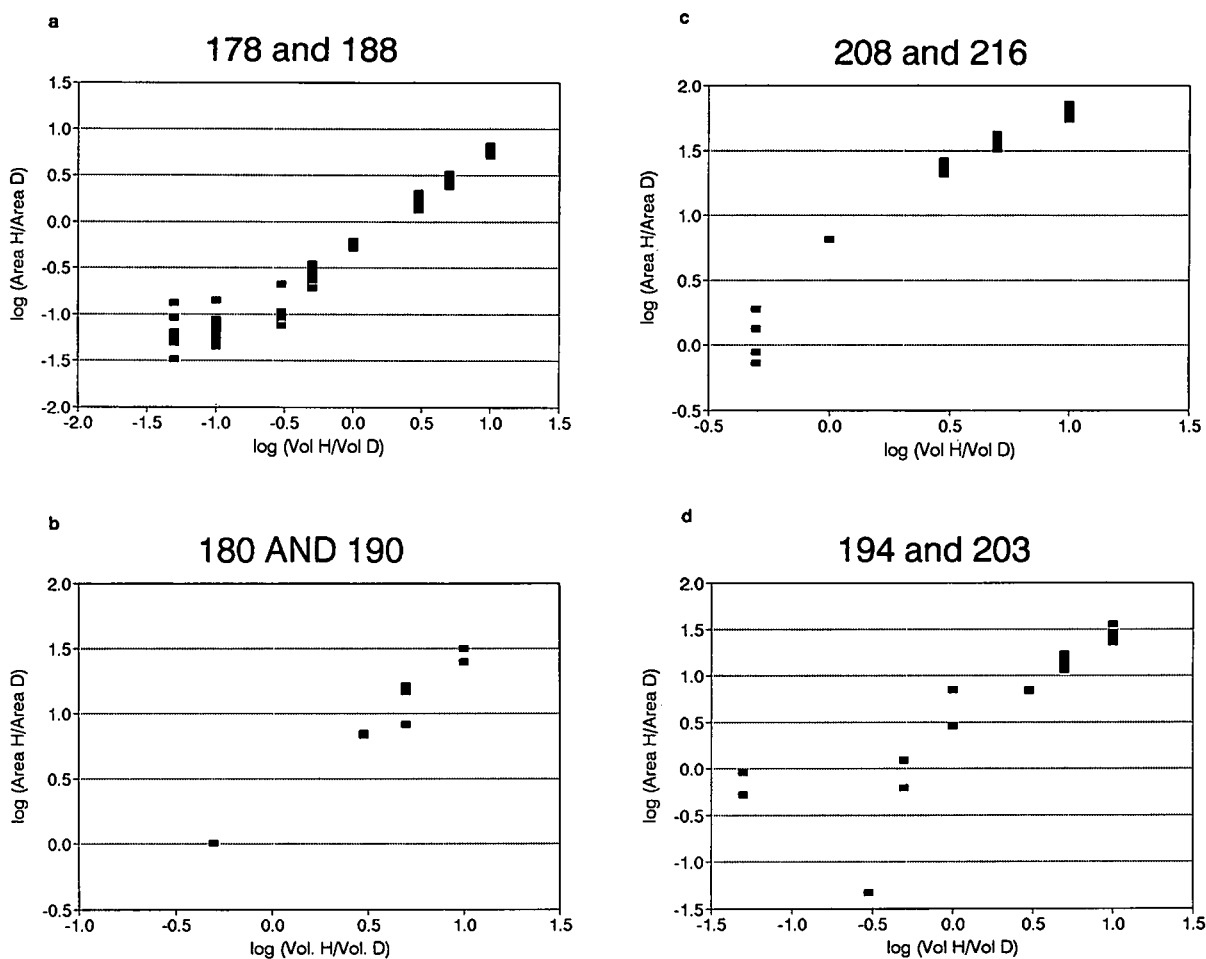 a
178 and 188
1.5
1.0
0.5
0.0
-0.5
-1.0
-1.5
-2.0
-2.0 -1.5 -1.0 -0.5 0.0 0.5 1.0 1.5
log (Area H/Area D)
log (Vol H/Vol D)
c
208 and 216
2.0
1.5
1.0
0.5
0.0
-0.5
-0.5 0.0 0.5 1.0 1.5
log (Area H/Area D)
log (Vol H/Vol D)
b
180 AND 190
2.0
1.5
1.0
0.5
0.0
-0.5
-1.0 -0.5 0.0 0.5 1.0 1.5
log (Area H/Area D)
log (Vol. H/Vol. D)
d
194 and 203
2.0
1.5
1.0
0.5
0.0
-0.5
-1.0
-1.5
-1.5 -1.0 -0.5 0.0 0.5 1.0 1.5
log (Area H/Area D)
log (Vol H/Vol D)